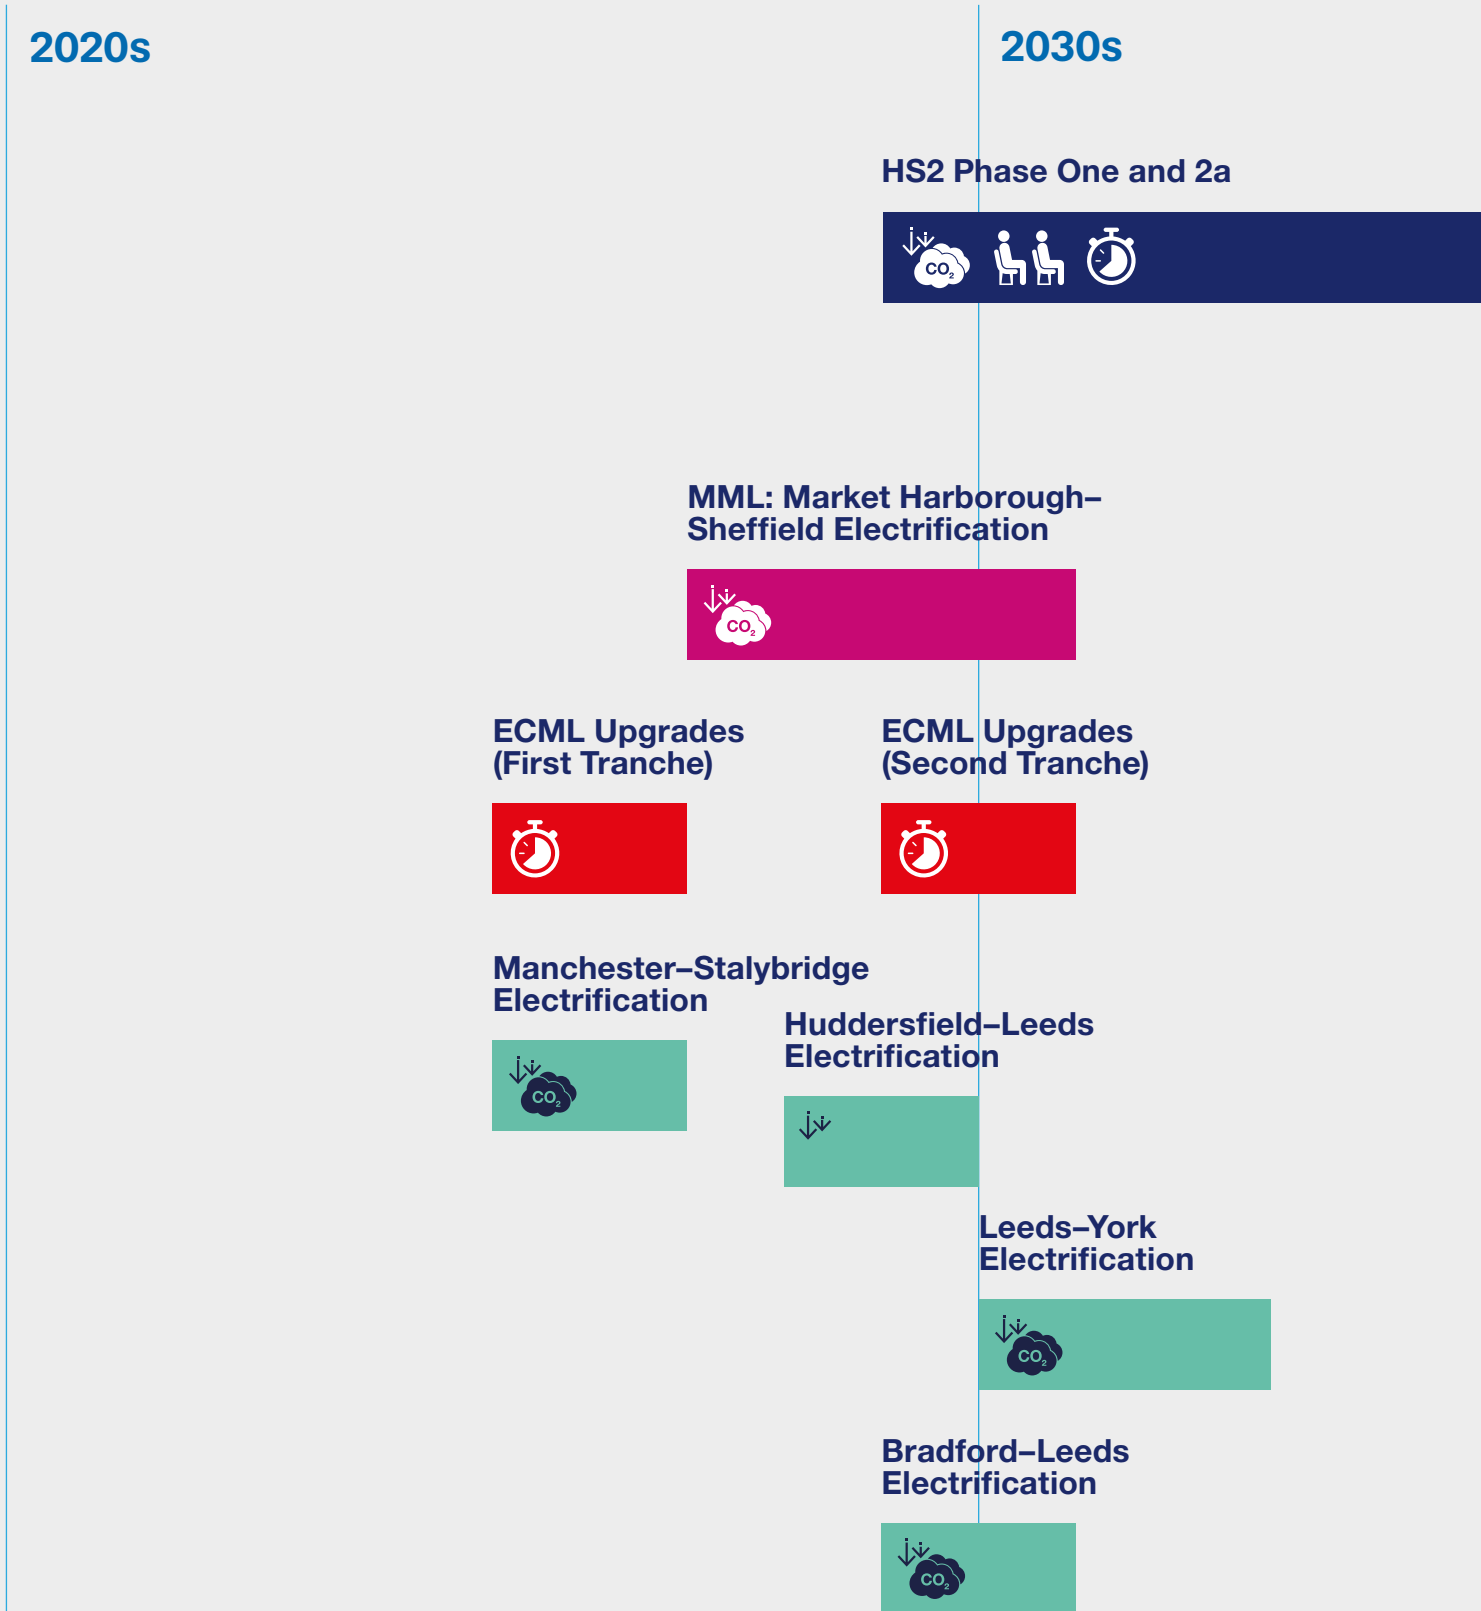 2020s
2030s
HS2 Phase One and 2a
CO2
MML: Market Harborough–
Sheffield Electrification
CO2
ECML Upgrades
(First Tranche)
ECML Upgrades
(Second Tranche)
Manchester–Stalybridge
Electrification
CO2
Huddersfield–Leeds
Electrification
Leeds–York
Electrification
CO2
Bradford–Leeds
Electrification
CO2